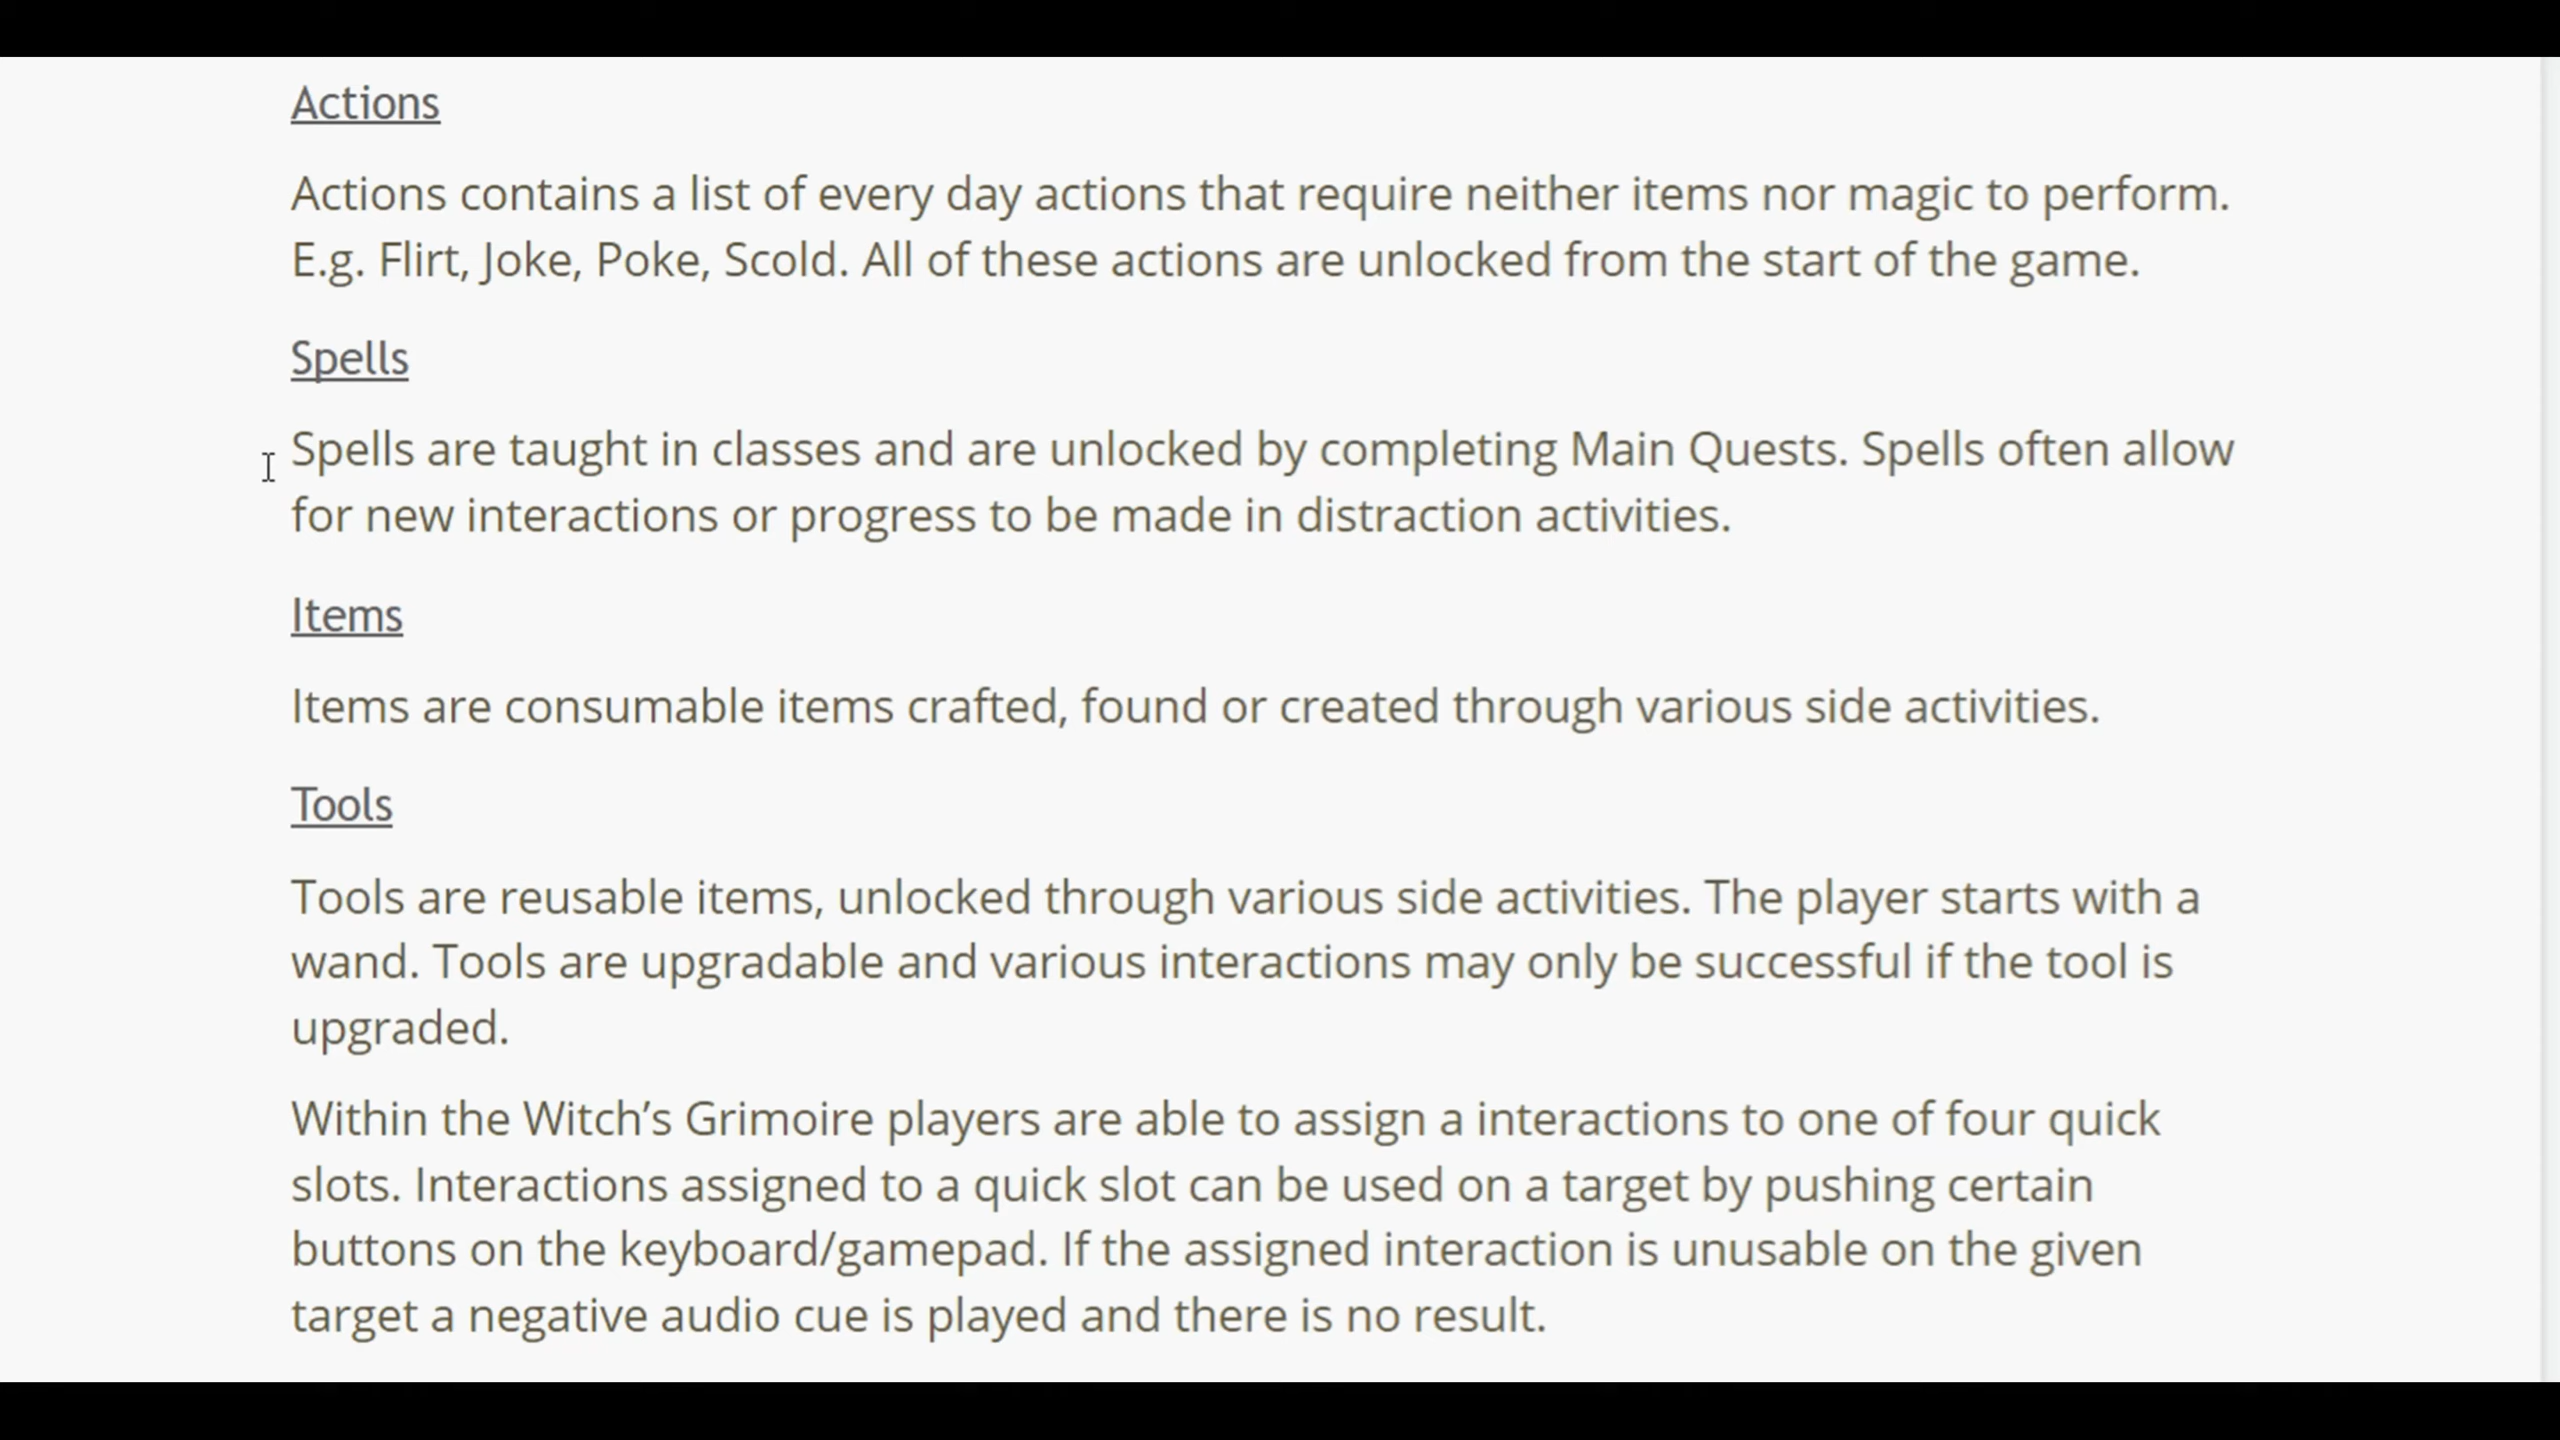 Actions
Actions contains a list of every day actions that require neither items nor magic to perform.
E.g. Flirt, Joke, Poke, Scold. All of these actions are unlocked from the start of the game.
Spells
Spells are taught in classes and are unlocked by completing Main Quests. Spells often allow
for new interactions or progress to be made in distraction activities.
Items
Items are consumable items crafted, found or created through various side activities.
Tools
Tools are reusable items, unlocked through various side activities. The player starts with a
wand. Tools are upgradable and various interactions may only be successful if the tool is
upgraded.
Within the Witch’s Grimoire players are able to assign a interactions to one of four quick
slots. Interactions assigned to a quick slot can be used on a target by pushing certain
buttons on the keyboard/gamepad. If the assigned interaction is unusable on the given
target a negative audio cue is played and there is no result.